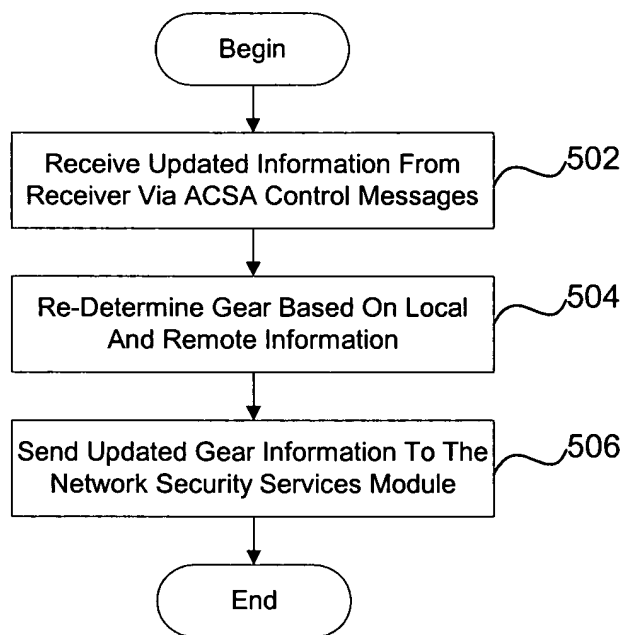 Begin
Receive Updated Information From
Receiver Via ACSA Control Messages
502
Re-Determine Gear Based On Local
And Remote Information
504
Send Updated Gear Information To The
Network Security Services Module
506
End